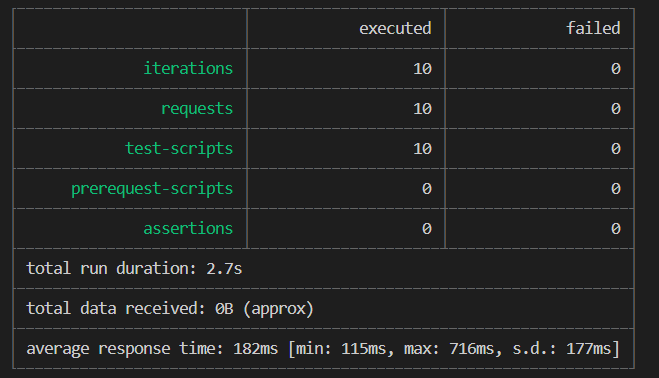 executed failed
iterations 10 0
requests 10 0
test-scripts 10 0
prerequest-scripts 0 0
assertions 0 0
total run duration: 2.7s
total data received: 0B (approx)
average response time: 182ms [min: 115ms, max: 716ms, s.d.: 177ms]